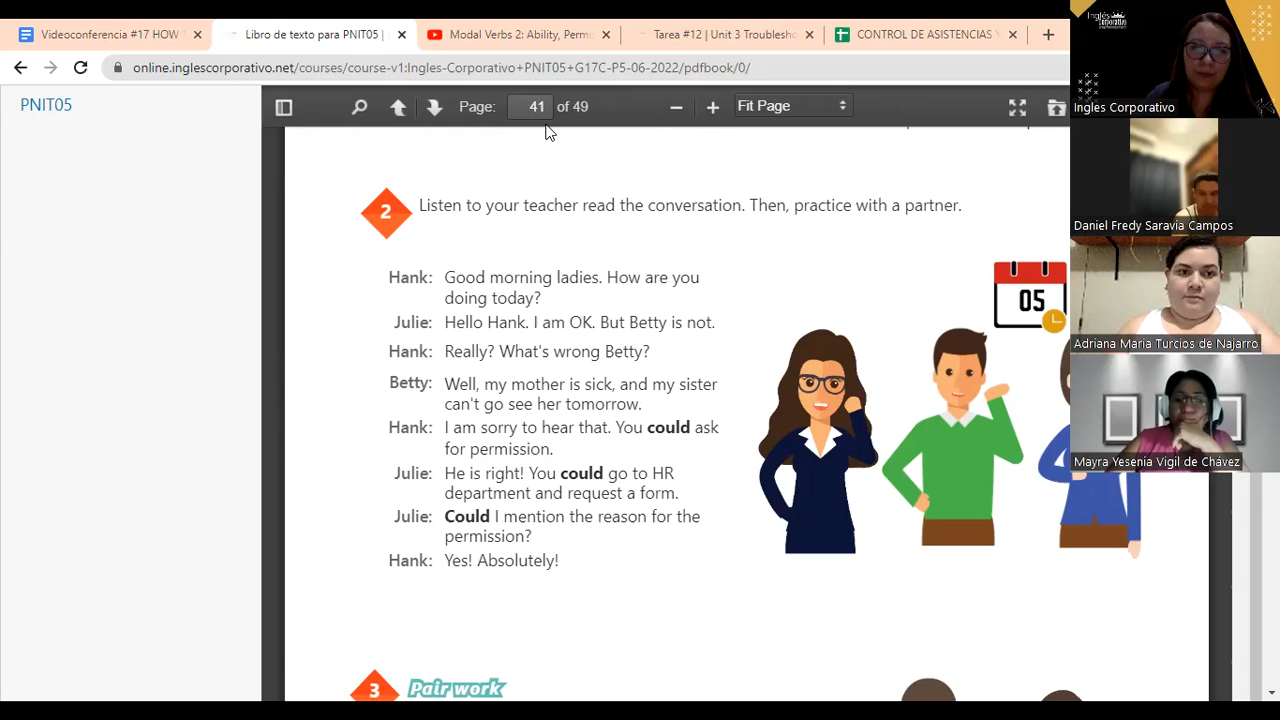 Videoconferencia #17 HOW
Libro de texto para PNIT05 |
Modal Verbs 2: Ability, Permi
Tarea #12 | Unit 3 Troublesho
CONTROL DE ASISTENCIAS
online.inglescorporativo.net/courses/course-v1:Ingles-Corporativo+PNIT05+G17C-P5-06-2022/pdfbook/0/
PNIT05
Page: 41 of 49
Fit Page
2 Listen to your teacher read the conversation. Then, practice with a partner.
Hank: Good morning ladies. How are you
doing today?
Julie: Hello Hank. I am OK. But Betty is not.
Hank: Really? What's wrong Betty?
Betty: Well, my mother is sick, and my sister
can't go see her tomorrow.
Hank: I am sorry to hear that. You could ask
for permission.
Julie: He is right! You could go to HR
department and request a form.
Julie: Could I mention the reason for the
permission?
Hank: Yes! Absolutely!
05
3 Pair work
Inglés
Corporativo
Ingles Corporativo
Daniel Fredy Saravia Campos
Adriana Maria Turcios de Najarro
Mayra Yesenia Vigil de Chávez